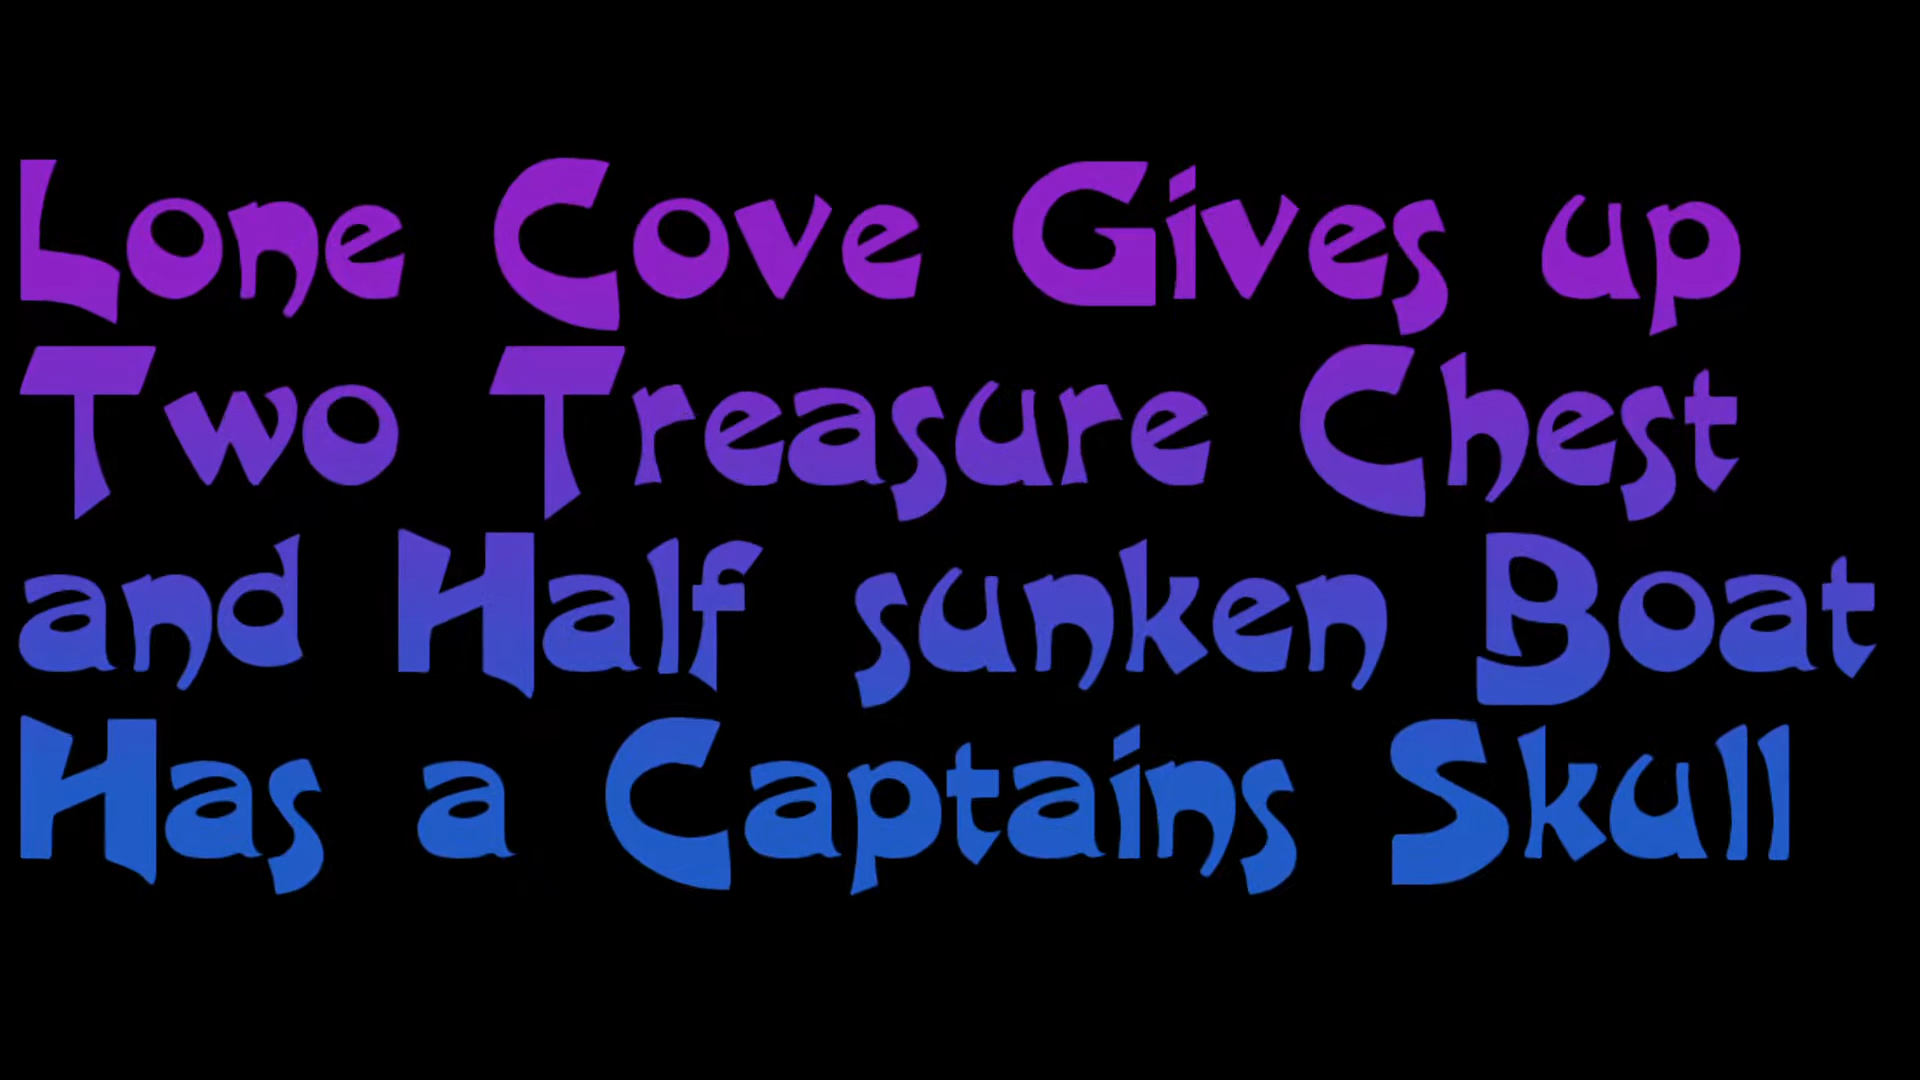 Lone Cove Gives up
Two Treasure Chest
and Half sunken Boat
Has a Captains Skull